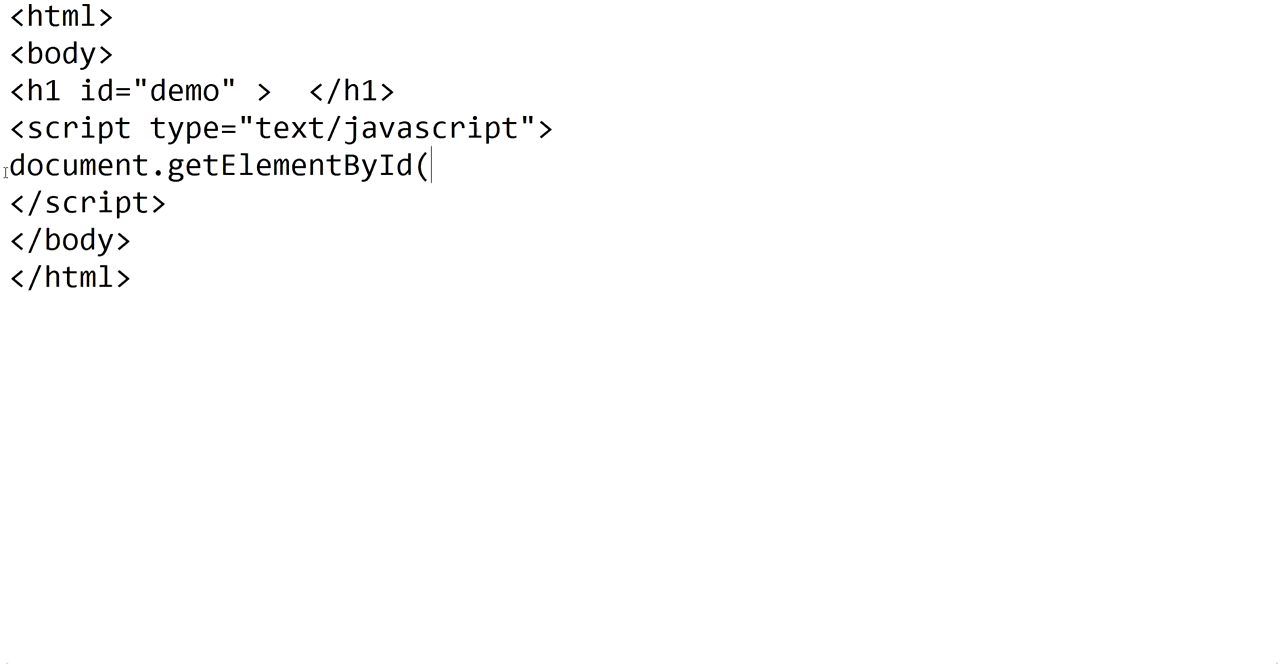 <html>
<body>
<h1 id="demo" >  </h1>
<script type="text/javascript">
document.getElementById(
</script>
</body>
</html>